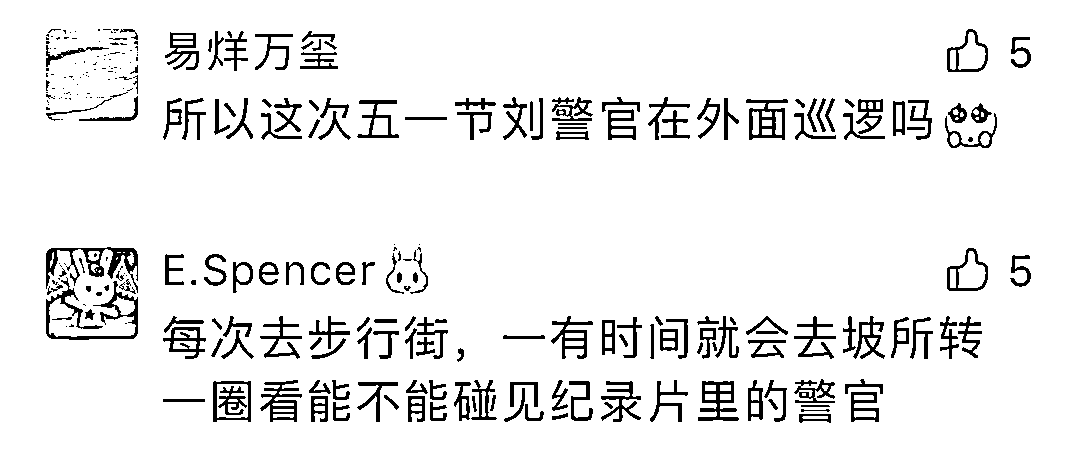 易烊万玺 5
所以这次五一节刘警官在外面巡逻吗
E.Spencer 5
每次去步行街，一有时间就会去坡所转
一圈看能不能碰见纪录片里的警官